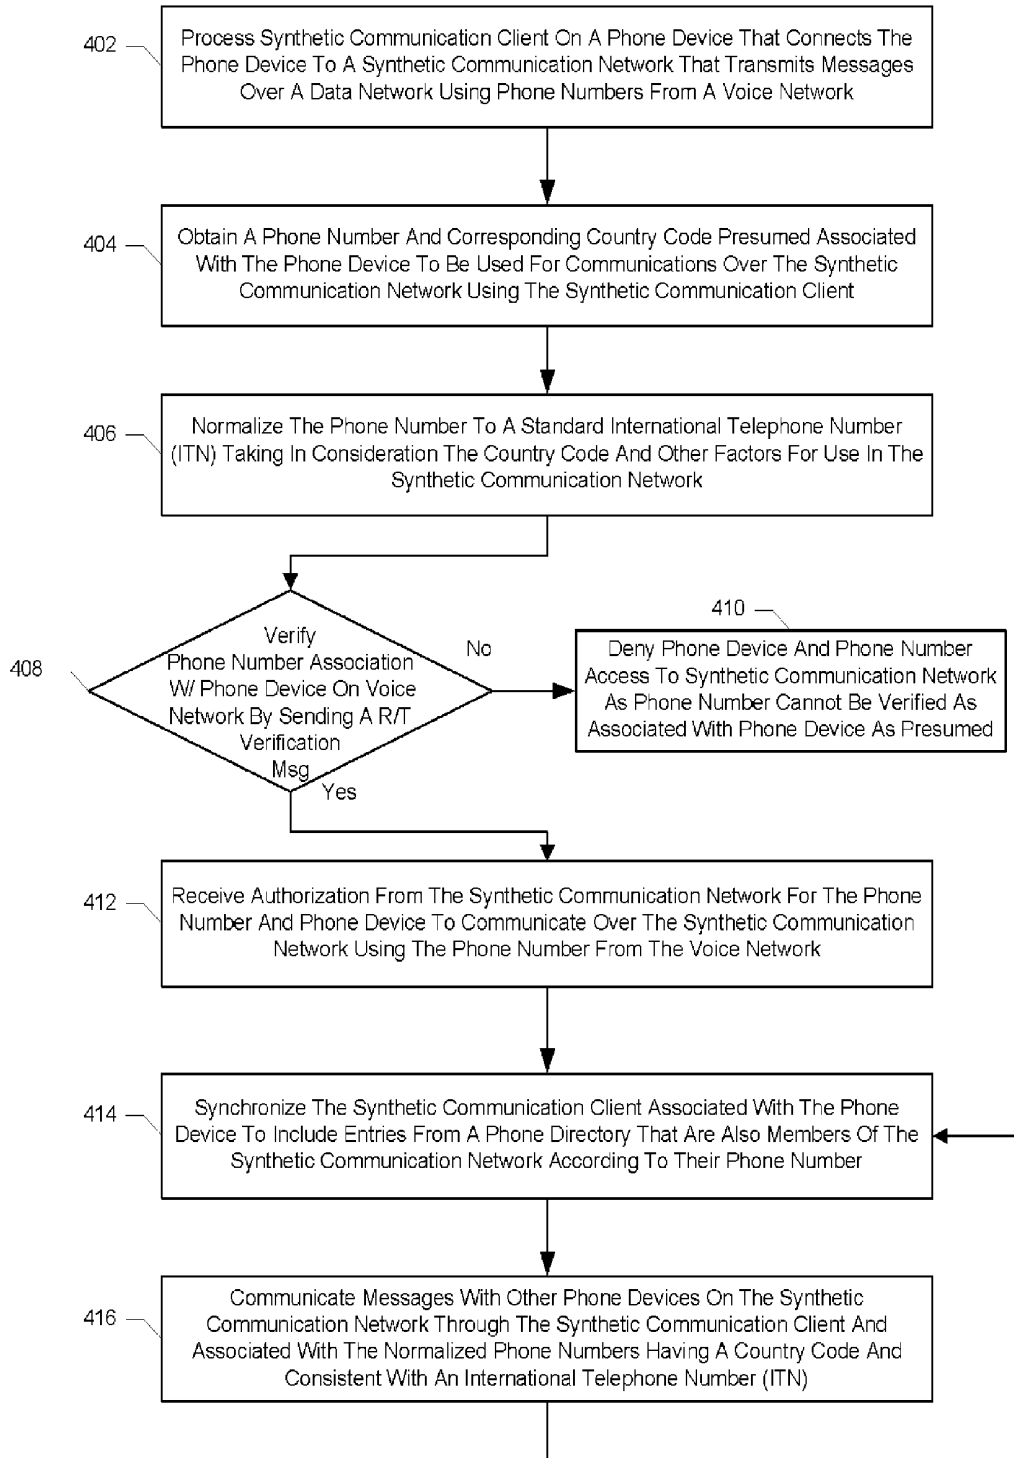 402
Process Synthetic Communication Client On A Phone Device That Connects The
Phone Device To A Synthetic Communication Network That Transmits Messages
Over A Data Network Using Phone Numbers From A Voice Network
404
Obtain A Phone Number And Corresponding Country Code Presumed Associated
With The Phone Device To Be Used For Communications Over The Synthetic
Communication Network Using The Synthetic Communication Client
406
Normalize The Phone Number To A Standard International Telephone Number
(ITN) Taking In Consideration The Country Code And Other Factors For Use In The
Synthetic Communication Network
408
Verify
Phone Number Association
W/ Phone Device On Voice
Network By Sending A R/T
Verification
Msg
No
Yes
410
Deny Phone Device And Phone Number
Access To Synthetic Communication Network
As Phone Number Cannot Be Verified As
Associated With Phone Device As Presumed
412
Receive Authorization From The Synthetic Communication Network For The Phone
Number And Phone Device To Communicate Over The Synthetic Communication
Network Using The Phone Number From The Voice Network
414
Synchronize The Synthetic Communication Client Associated With The Phone
Device To Include Entries From A Phone Directory That Are Also Members Of The
Synthetic Communication Network According To Their Phone Number
416
Communicate Messages With Other Phone Devices On The Synthetic
Communication Network Through The Synthetic Communication Client And
Associated With The Normalized Phone Numbers Having A Country Code And
Consistent With An International Telephone Number (ITN)